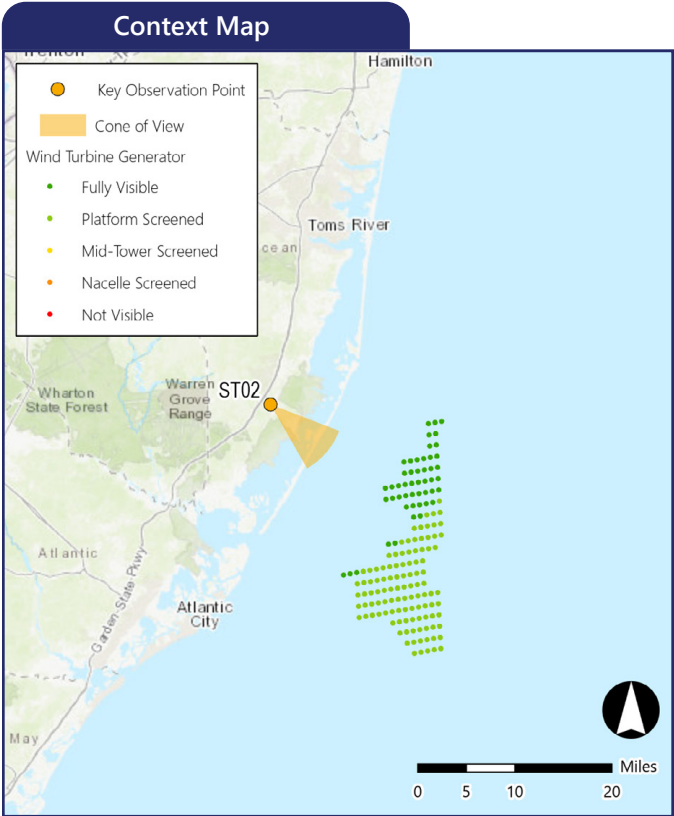 Context Map
Hamilton
Key Observation Point
Cone of View
Wind Turbine Generator
Fully Visible
Platform Screened
Mid-Tower Screened
Nacelle Screened
Not Visible
Toms River
cean
ST02
Warren
Grove
Range
Wharton
State Forest
Atlantic
Garden State Pkwy
Atlantic
City
May
Miles
0 5 10 20